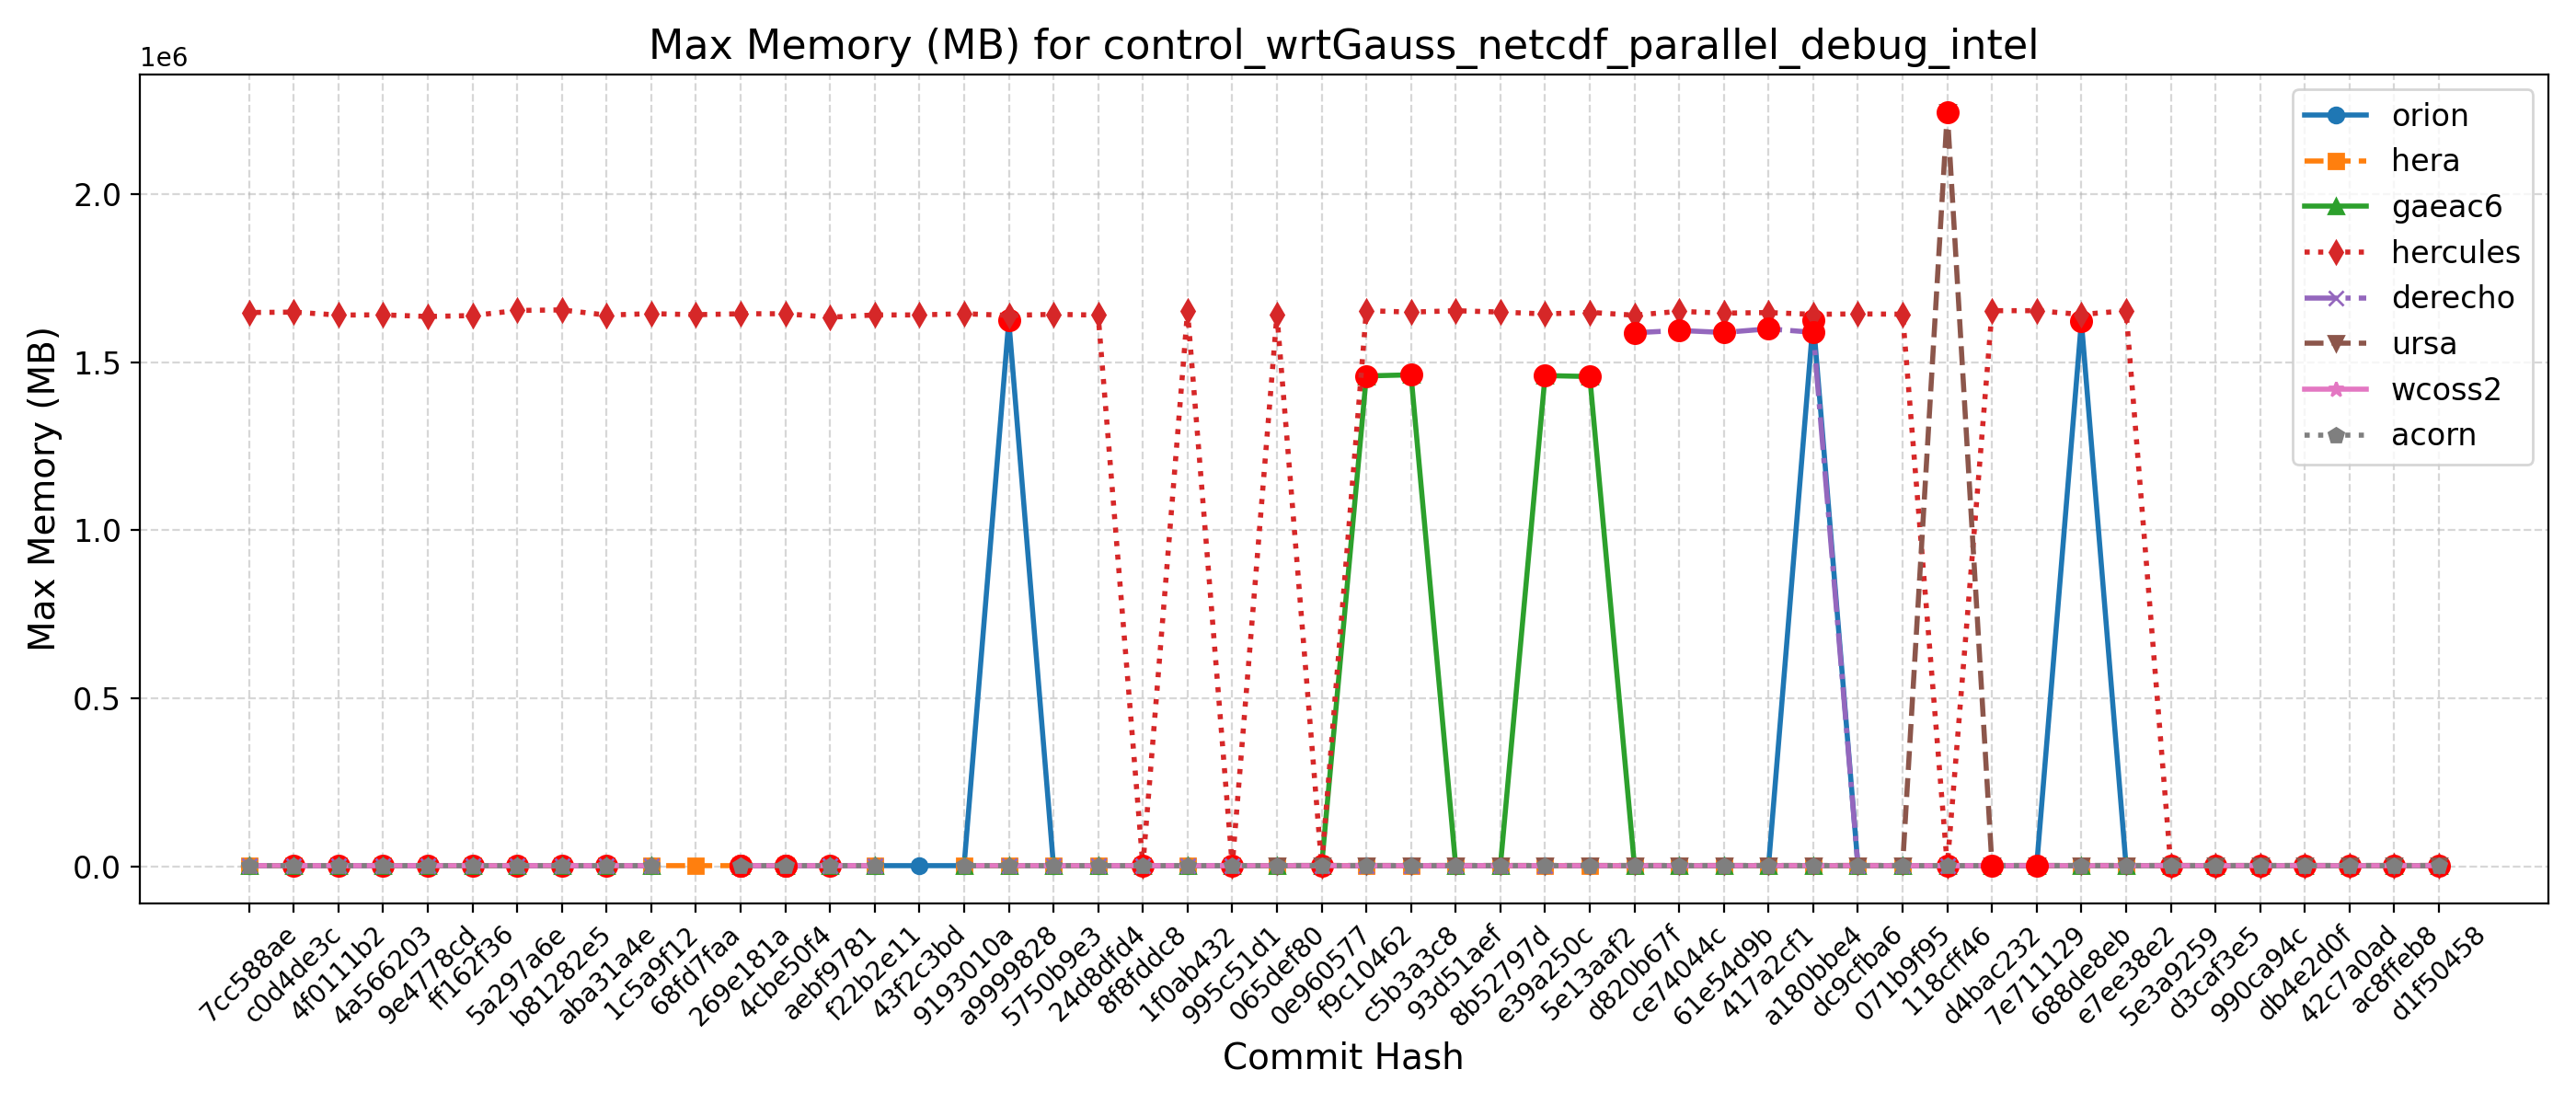 Max Memory (MB) for control_wrtGauss_netcdf_parallel_debug_intel
1e6
2.0
1.5
1.0
0.5
0.0
Max Memory (MB)
orion
hera
gaeac6
hercules
derecho
ursa
wcoss2
acorn
7cc588ae
c0d4de3c
4f0111b2
4a566203
9e4778cd
ff162f36
5a297a6e
b81282e5
aba31a4e
1c5a9f12
68fd7faa
269e181a
4cbe50f4
aebf9781
f22b2e11
43f2c3bd
9193010a
a9999828
5750b9e3
24d8dfd4
8f8fddc8
1f0ab432
995c51d1
065def80
0e960577
f9c10462
c5b3a3c8
93d51aef
8b52797d
e39a250c
5e13aaf2
d820b67f
ce74044c
61e54d9b
417a2cf1
a180bbe4
dc9cfba6
071b9f95
118cff46
d4bac232
7e711129
688de8eb
e7ee38e2
5e3a9259
d3caf3e5
990ca94c
db4e2d0f
42c7a0ad
ac8ffeb8
d1f50458
Commit Hash